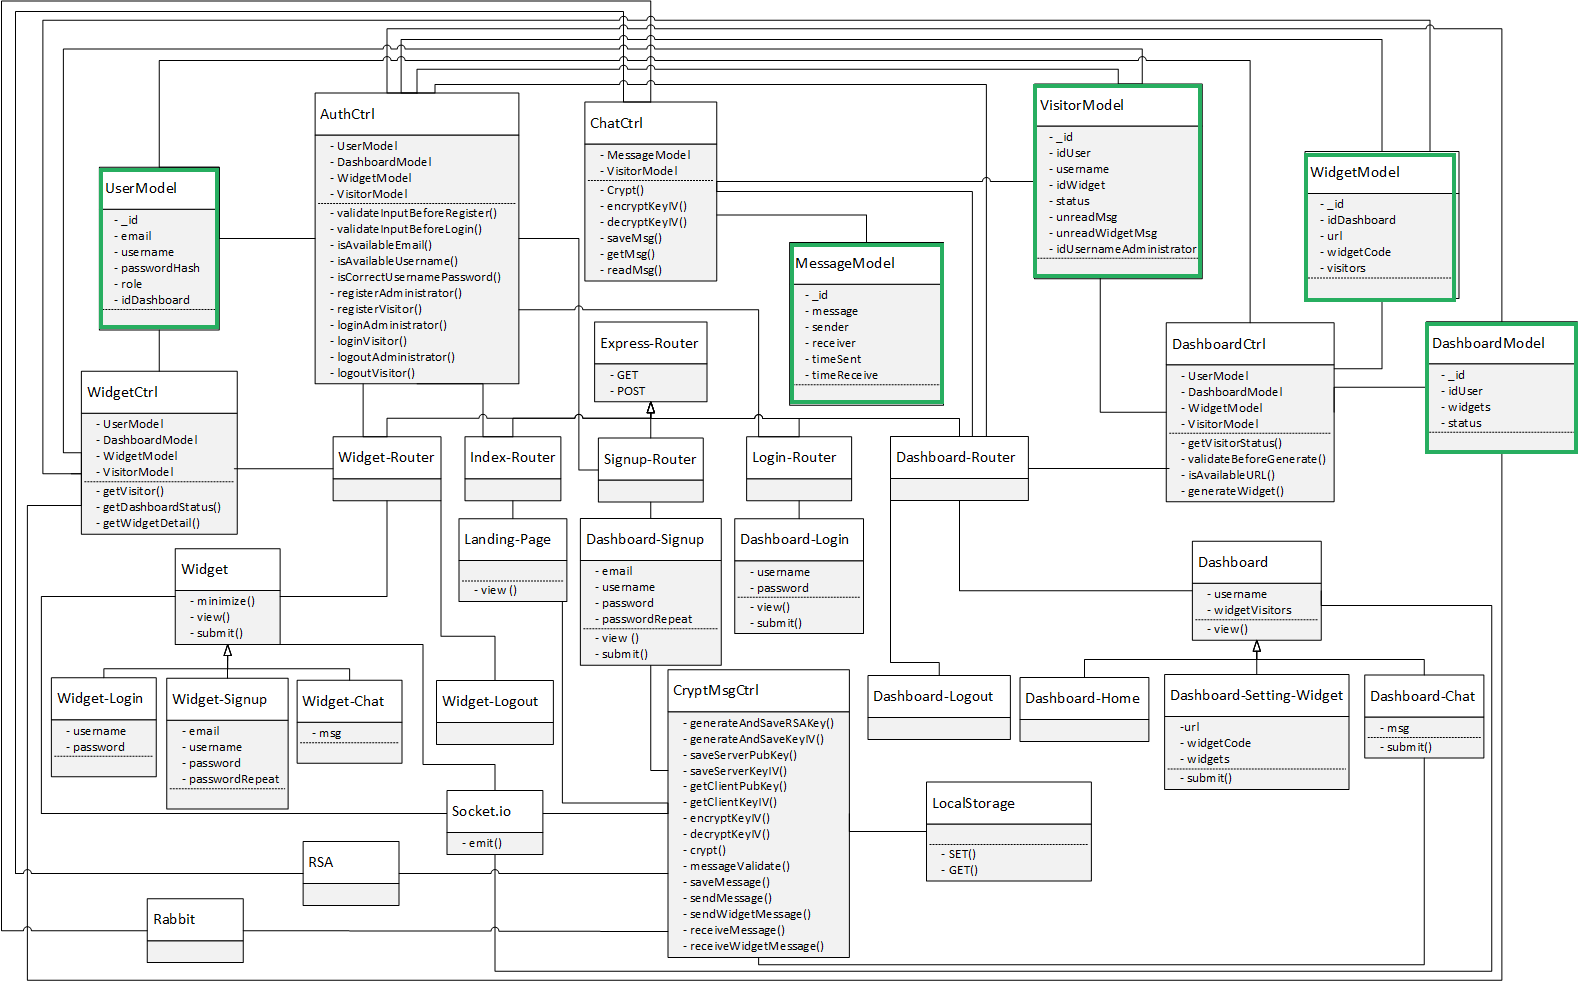 AuthCtrl
- UserModel
- DashboardModel
- WidgetModel
- VisitorModel
- validateInputBeforeRegister()
- validateInputBeforeLogin()
- isAvailableEmail()
- isAvailableUsername()
- isCorrectUsernamePassword()
- registerAdministrator()
- registerVisitor()
- loginAdministrator()
- loginVisitor()
- logoutAdministrator()
- logoutVisitor()
ChatCtrl
- MessageModel
- VisitorModel
- Crypt()
- encryptKeyIV()
- decryptKeyIV()
- saveMsg()
- getMsg()
- readMsg()
VisitorModel
- _id
- idUser
- username
- idWidget
- status
- unreadMsg
- unreadWidgetMsg
- idUsernameAdministrator
WidgetModel
- _id
- idDashboard
- url
- widgetCode
- visitors
UserModel
- _id
- email
- username
- passwordHash
- role
- idDashboard
MessageModel
- _id
- message
- sender
- receiver
- timeSent
- timeReceive
Express-Router
- GET
- POST
DashboardCtrl
- UserModel
- DashboardModel
- WidgetModel
- VisitorModel
- getVisitorStatus()
- validateBeforeGenerate()
- isAvailableURL()
- generateWidget()
DashboardModel
- _id
- idUser
- widgets
- status
WidgetCtrl
- UserModel
- DashboardModel
- WidgetModel
- VisitorModel
- getVisitor()
- getDashboardStatus()
- getWidgetDetail()
Widget-Router
Index-Router
Signup-Router
Login-Router
Dashboard-Router
Landing-Page
- view ()
Dashboard-Signup
- email
- username
- password
- passwordRepeat
- view ()
- submit()
Dashboard-Login
- username
- password
- view()
- submit()
Widget
- minimize()
- view()
- submit()
Dashboard
- username
- widgetVisitors
- view()
Widget-Login
- username
- password
Widget-Signup
- email
- username
- password
- passwordRepeat
Widget-Chat
- msg
Widget-Logout
CryptMsgCtrl
- generateAndSaveRSAKey()
- generateAndSaveKeyIV()
- saveServerPubKey()
- saveServerKeyIV()
- getClientPubKey()
- getClientKeyIV()
- encryptKeyIV()
- decryptKeyIV()
- crypt()
- messageValidate()
- saveMessage()
- sendMessage()
- sendWidgetMessage()
- receiveMessage()
- receiveWidgetMessage()
Dashboard-Logout
Dashboard-Home
Dashboard-Setting-Widget
-url
- widgetCode
- widgets
- submit()
Dashboard-Chat
- msg
- submit()
Socket.io
- emit()
LocalStorage
- SET()
- GET()
RSA
Rabbit